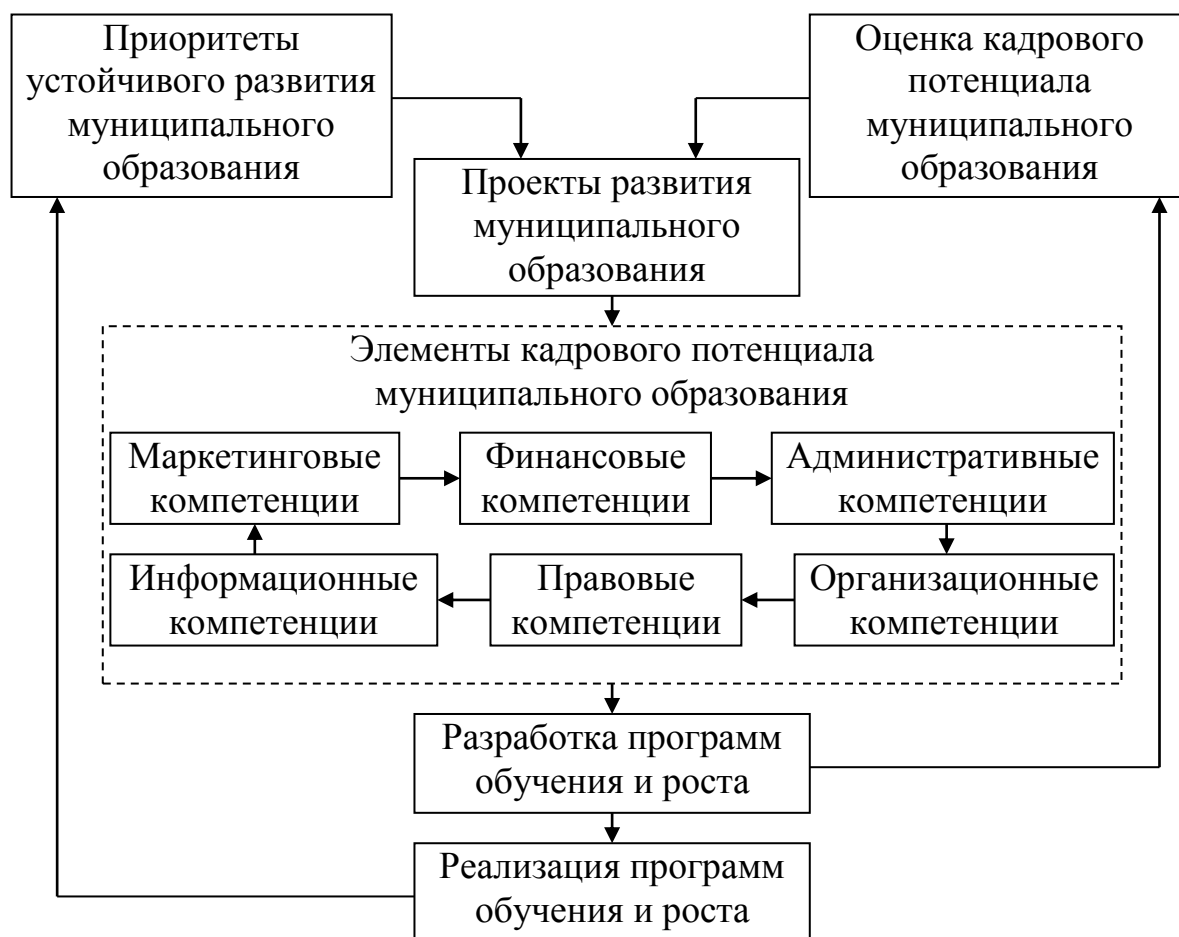 Приоритеты
устойчивого развития
муниципального
образования
Оценка кадрового
потенциала
муниципального
образования
Проекты развития
муниципального
образования
Элементы кадрового потенциала
муниципального образования
Маркетинговые
компетенции
Финансовые
компетенции
Административные
компетенции
Информационные
компетенции
Правовые
компетенции
Организационные
компетенции
Разработка программ
обучения и роста
Реализация программ
обучения и роста